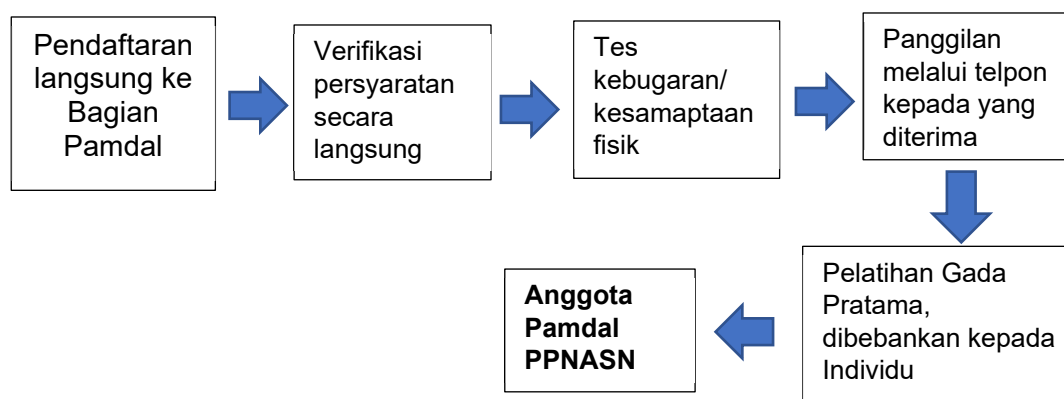 Pendaftaran
langsung ke
Bagian
Pamdal
Verifikasi
persyaratan
secara
langsung
Tes
kebugaran/
kesamaptaan
fisik
Panggilan
melalui telpon
kepada yang
diterima
Pelatihan Gada
Pratama,
dibebankan kepada
Individu
Anggota
Pamdal
PPNASN